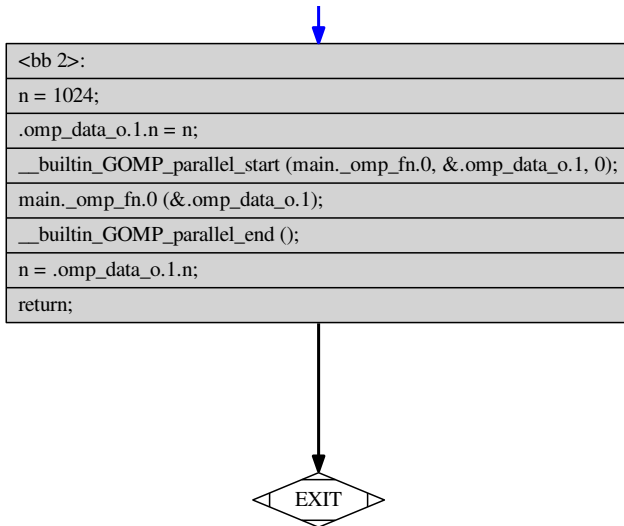 <bb 2>:
n = 1024;
.omp_data_o.1.n = n;
__builtin_GOMP_parallel_start (main._omp_fn.0, &.omp_data_o.1, 0);
main._omp_fn.0 (&.omp_data_o.1);
__builtin_GOMP_parallel_end ();
n = .omp_data_o.1.n;
return;
EXIT